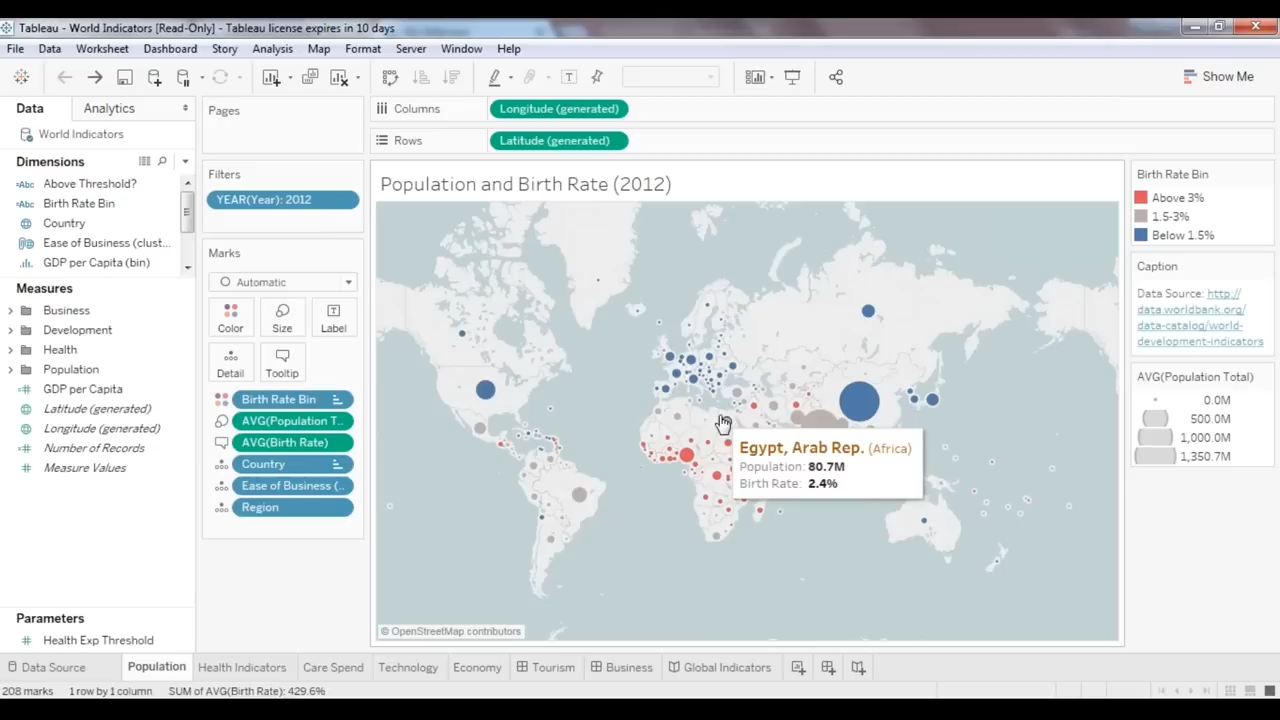 Tableau - World Indicators [Read-Only] - Tableau license expires in 10 days
File Data Worksheet Dashboard Story Analysis Map Format Server Window Help
Show Me
Data Analytics
World Indicators
Dimensions
Abc Above Threshold?
Abc Birth Rate Bin
Country
Ease of Business (clust...
GDP per Capita (bin)
Measures
Business
Development
Health
Population
# GDP per Capita
Latitude (generated)
Longitude (generated)
# Number of Records
# Measure Values
Parameters
# Health Exp Threshold
Pages
Filters
YEAR(Year): 2012
Marks
Automatic
Color Size Label
Detail Tooltip
Birth Rate Bin
AVG(Population T...
AVG(Birth Rate)
Country
Ease of Business (..
Region
Columns Longitude (generated)
Rows Latitude (generated)
Population and Birth Rate (2012)
Egypt, Arab Rep. (Africa)
Population: 80.7M
Birth Rate: 2.4%
© OpenStreetMap contributors
Birth Rate Bin
Above 3%
1.5-3%
Below 1.5%
Caption
Data Source: http://
data.worldbank.org/
data-catalog/world-
development-indicators
AVG(Population Total)
0.0M
500.0M
1,000.0M
1,350.7M
Data Source Population Health Indicators Care Spend Technology Economy Tourism Business Global Indicators
208 marks 1 row by 1 column SUM of AVG(Birth Rate): 429.6%